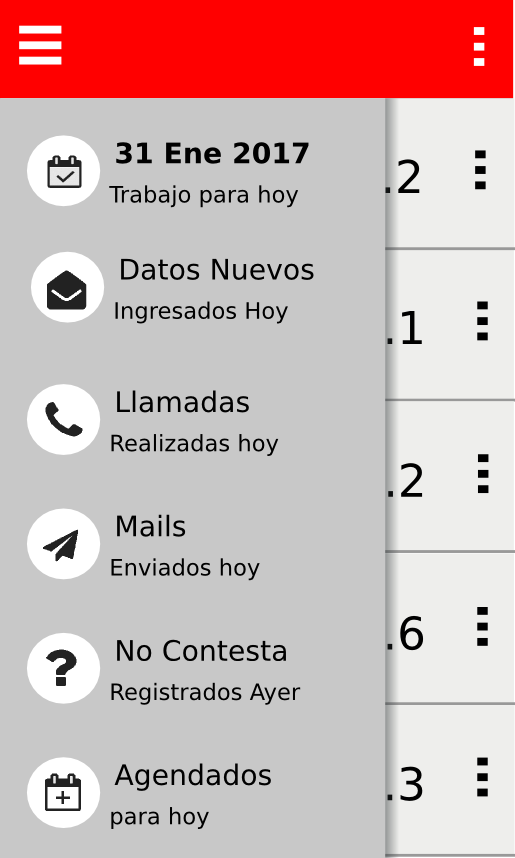 31 Ene 2017
Trabajo para hoy
.2
Datos Nuevos
Ingresados Hoy
.1
Llamadas
Realizadas hoy
.2
Mails
Enviados hoy
No Contesta
.6
Registrados Ayer
Agendados
.3
para hoy